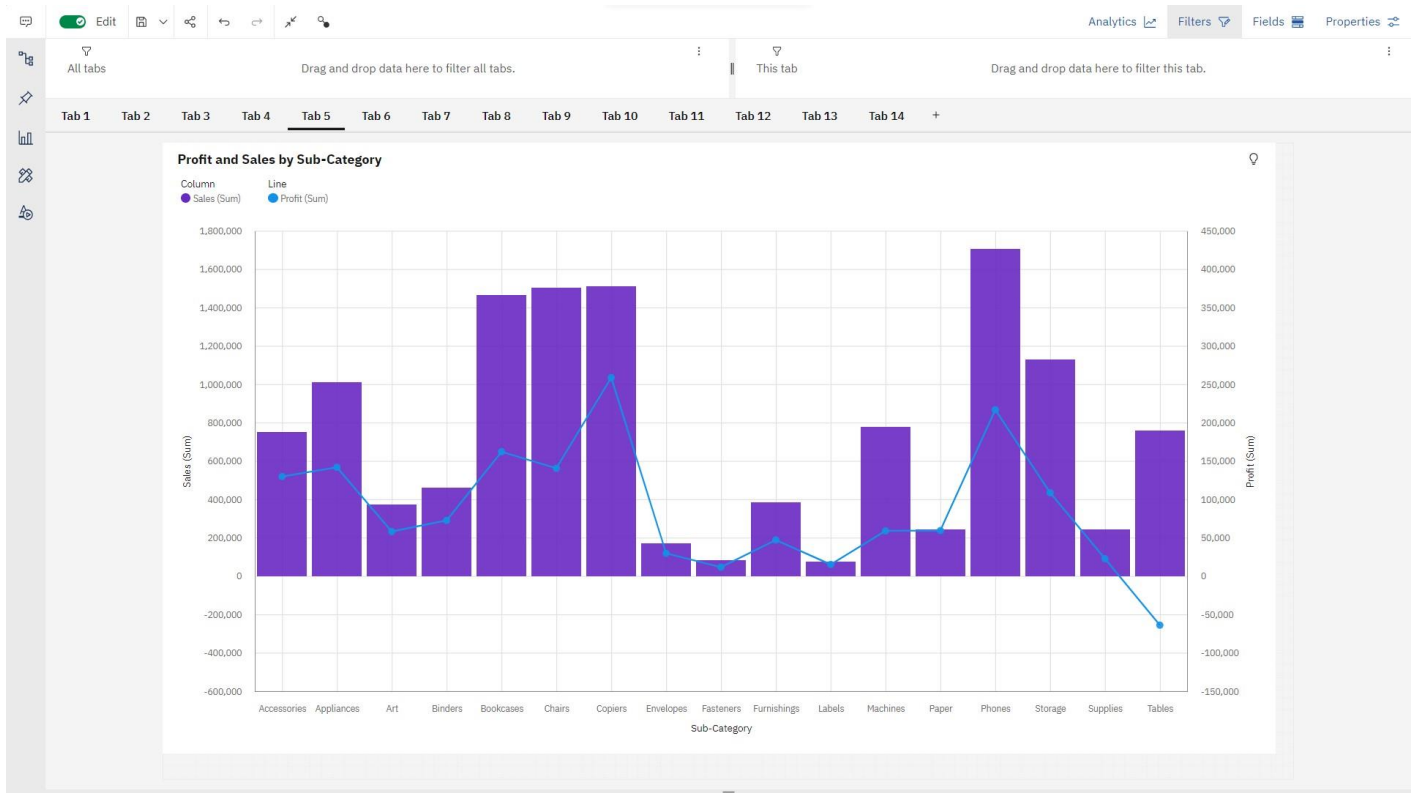 Edit
Analytics
Filters
Fields
Properties
All tabs
Drag and drop data here to filter all tabs.
This tab
Drag and drop data here to filter this tab.
Tab 1 Tab 2 Tab 3 Tab 4 Tab 5 Tab 6 Tab 7 Tab 8 Tab 9 Tab 10 Tab 11 Tab 12 Tab 13 Tab 14 +
Profit and Sales by Sub-Category
Column Line
Sales (Sum) Profit (Sum)
1,800,000 450,000
1,600,000 400,000
1,400,000 350,000
1,200,000 300,000
1,000,000 250,000
800,000 200,000
600,000 150,000
400,000 100,000
200,000 50,000
0 0
-200,000 -50,000
-400,000 -100,000
-600,000 -150,000
Sales (Sum)
Profit (Sum)
Accessories Appliances Art Binders Bookcases Chairs Copiers Envelopes Fasteners Furnishings Labels Machines Paper Phones Storage Supplies Tables
Sub-Category